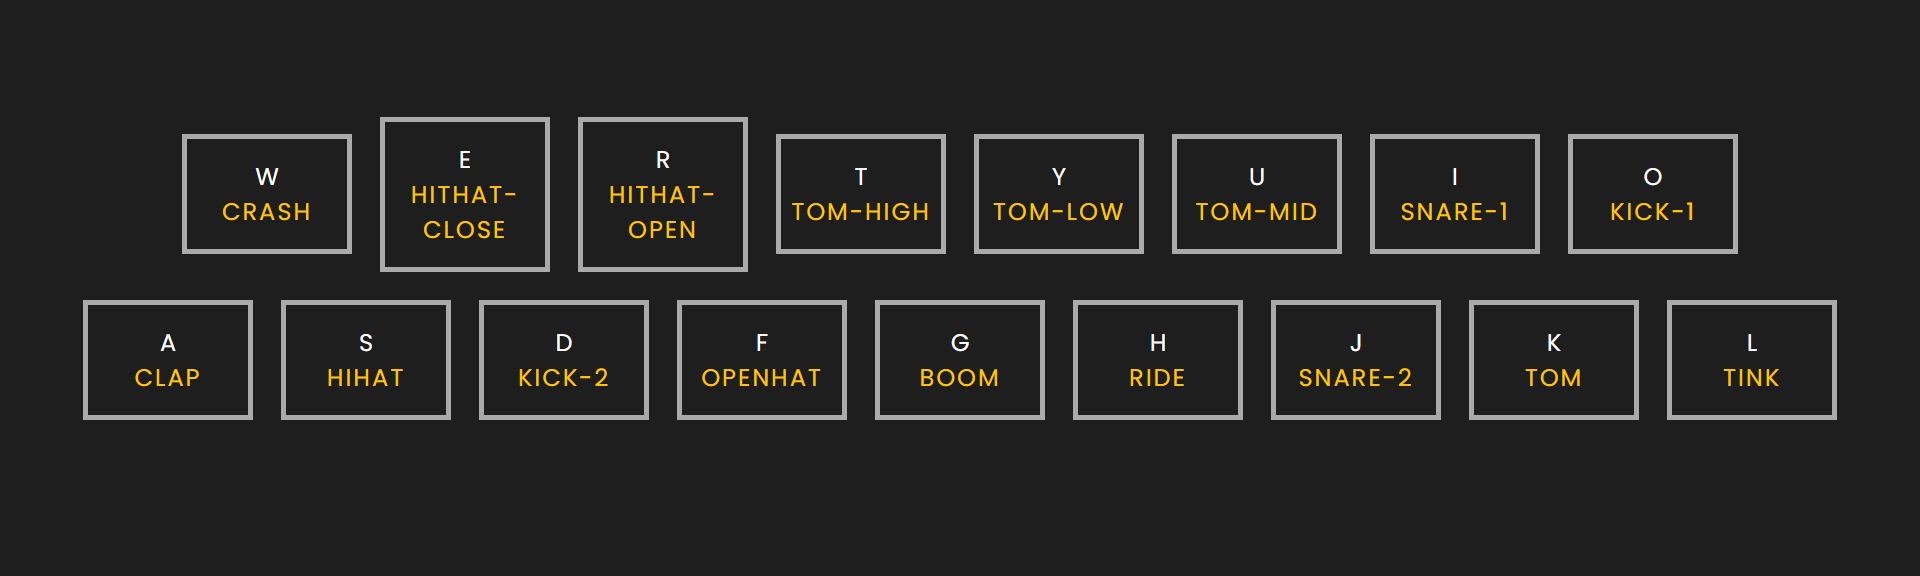 W
CRASH
E
HITHAT-
CLOSE
R
HITHAT-
OPEN
T
TOM-HIGH
Y
TOM-LOW
U
TOM-MID
I
SNARE-1
O
KICK-1
A
CLAP
S
HIHAT
D
KICK-2
F
OPENHAT
G
BOOM
H
RIDE
J
SNARE-2
K
TOM
L
TINK